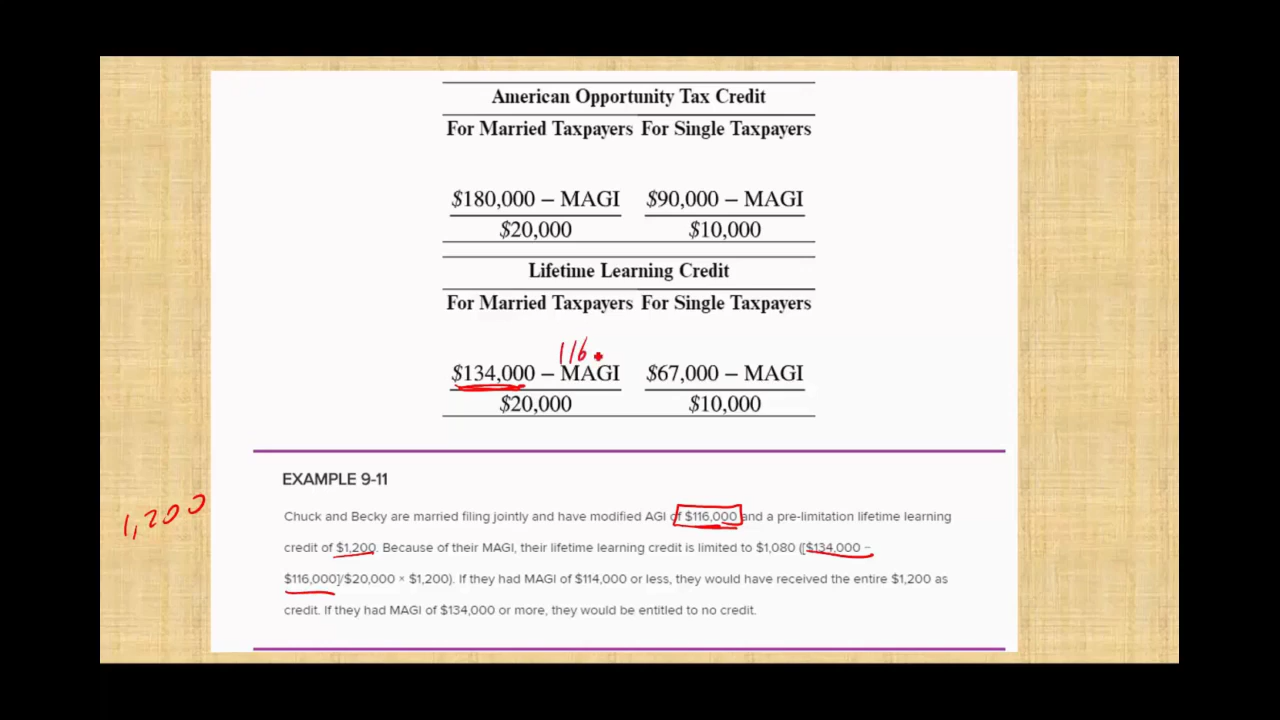 American Opportunity Tax Credit
For Married Taxpayers For Single Taxpayers
$180,000 – MAGI $90,000 – MAGI
$20,000 $10,000
Lifetime Learning Credit
For Married Taxpayers For Single Taxpayers
116
$134,000 – MAGI $67,000 – MAGI
$20,000 $10,000
EXAMPLE 9-11
1,200
Chuck and Becky are married filing jointly and have modified AGI of $116,000 and a pre-limitation lifetime learning
credit of $1,200. Because of their MAGI, their lifetime learning credit is limited to $1,080 ([$134,000 –
$116,000]/$20,000 × $1,200). If they had MAGI of $114,000 or less, they would have received the entire $1,200 as
credit. If they had MAGI of $134,000 or more, they would be entitled to no credit.